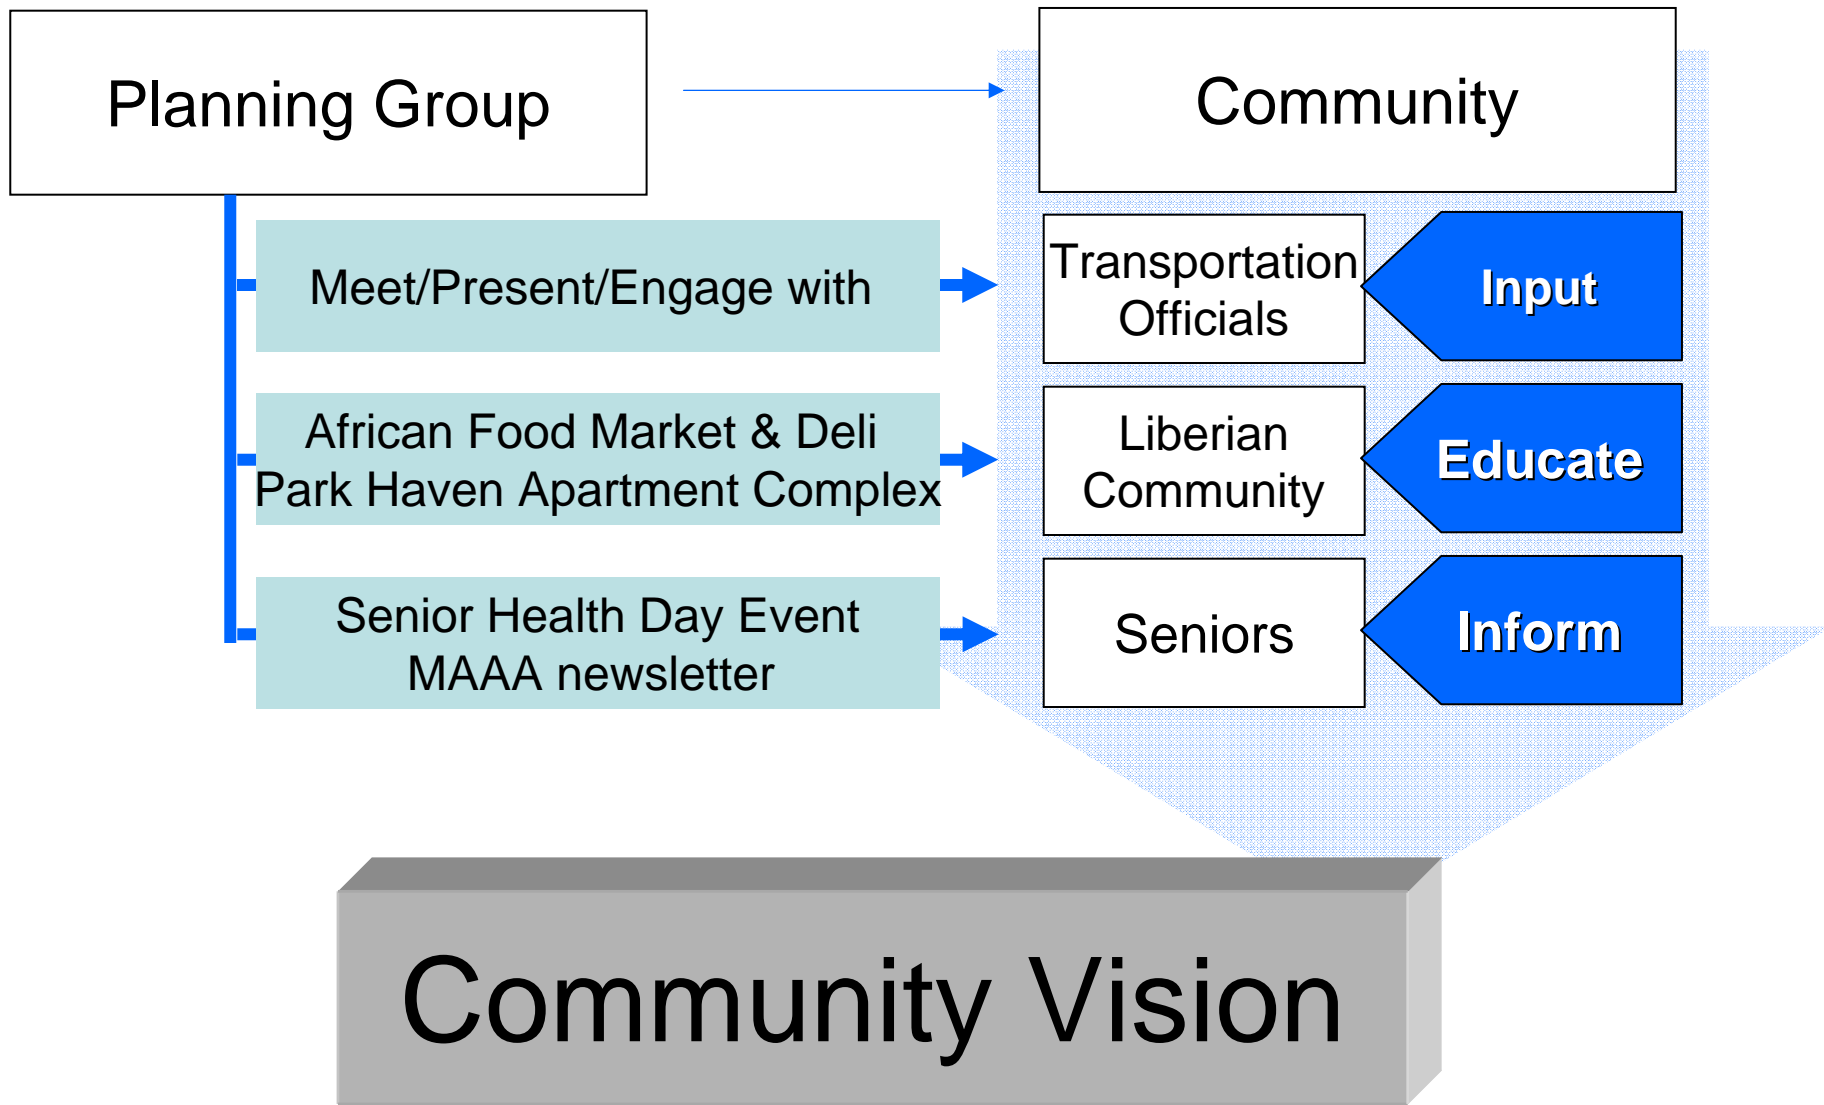 Planning Group
Community
Meet/Present/Engage with
Transportation
Officials
Input
African Food Market & Deli
Park Haven Apartment Complex
Liberian
Community
Educate
Senior Health Day Event
MAAA newsletter
Seniors
Inform
Community Vision